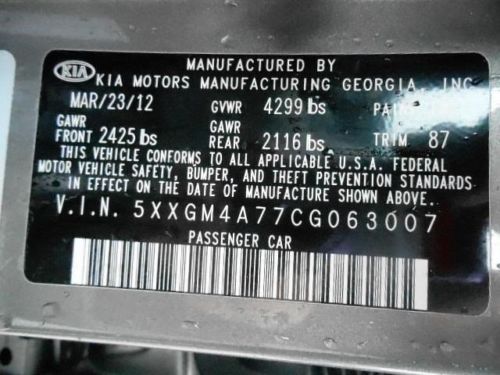 MANUFACTURED BY
KIA KIA MOTORS MANUFACTURING GEORGIA, INC.
MAR/23/12 GVWR 4299 lbs
GAWR GAWR
FRONT 2425 lbs REAR 2116 lbs TRIM 87
THIS VEHICLE CONFORMS TO ALL APPLICABLE U.S.A. FEDERAL
MOTOR VEHICLE SAFETY, BUMPER, AND THEFT PREVENTION STANDARDS
IN EFFECT ON THE DATE OF MANUFACTURE SHOWN ABOVE.
V.I.N. 5XXGM4A77CG063007
PASSENGER CAR